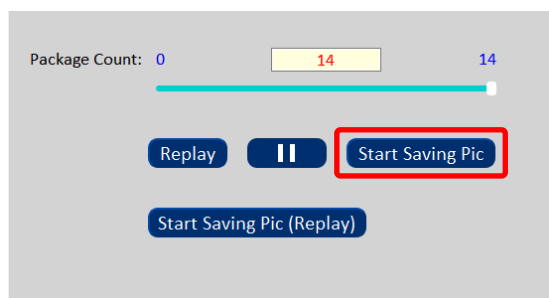 Package Count: 0 14 14
Replay Start Saving Pic
Start Saving Pic (Replay)